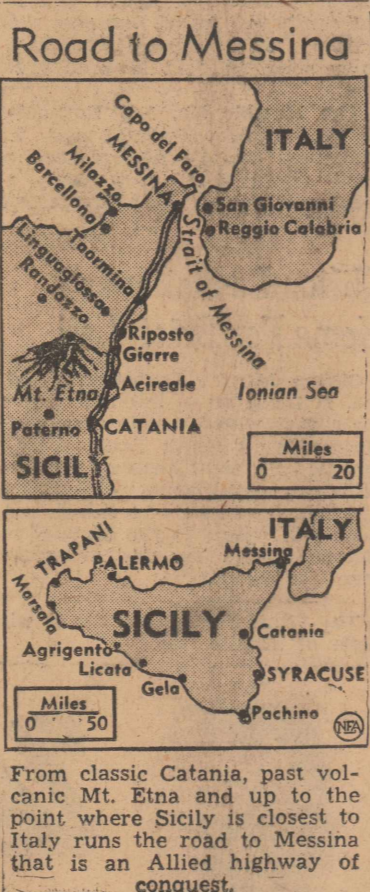 Road to Messina
Capo del Faro
ITALY
MESSINA
Milazzo
Barcellona
San Giovanni
Reggio Calabria
Linguaglossa
Taormina
Randazzo
Strait of Messina
Riposto
Giarre
Mt. Etna
Acireale
Ionian Sea
Paterno
CATANIA
SICILY
Miles
0 20
ITALY
TRAPANI
PALERMO
Messina
Marsala
SICILY
Catania
Agrigento
Licata
SYRACUSE
Gela
Pachino
Miles
0 50
NEA
From classic Catania, past vol-
canic Mt. Etna and up to the
point where Sicily is closest to
Italy runs the road to Messina
that is an Allied highway of
conquest.